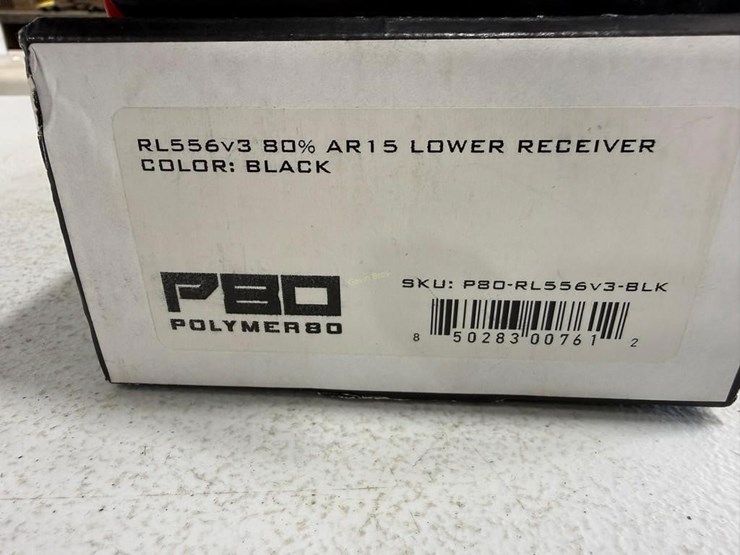 RL556v3 80% AR15 LOWER RECEIVER
COLOR: BLACK
P80
POLYMER80
SKU: P80-RL556v3-BLK
8 50283 00761 2